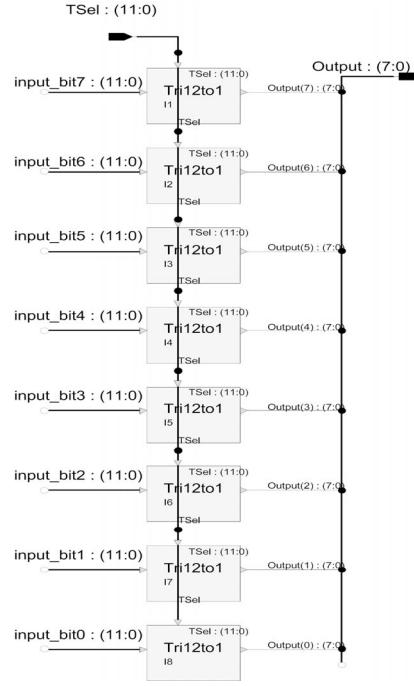 TSel : (11:0)
Output : (7:0)
TSel : (11:0)
input_bit7 : (11:0)
Tri12to1
Output(7) : (7:0)
I1
TSel
TSel : (11:0)
input_bit6 : (11:0)
Tri12to1
Output(6) : (7:0)
I2
TSel
TSel : (11:0)
input_bit5 : (11:0)
Tri12to1
Output(5) : (7:0)
I3
TSel
TSel : (11:0)
input_bit4 : (11:0)
Tri12to1
Output(4) : (7:0)
I4
TSel
TSel : (11:0)
input_bit3 : (11:0)
Tri12to1
Output(3) : (7:0)
I5
TSel
TSel : (11:0)
input_bit2 : (11:0)
Tri12to1
Output(2) : (7:0)
I6
TSel
TSel : (11:0)
input_bit1 : (11:0)
Tri12to1
Output(1) : (7:0)
I7
TSel
TSel : (11:0)
input_bit0 : (11:0)
Tri12to1
Output(0) : (7:0)
I8